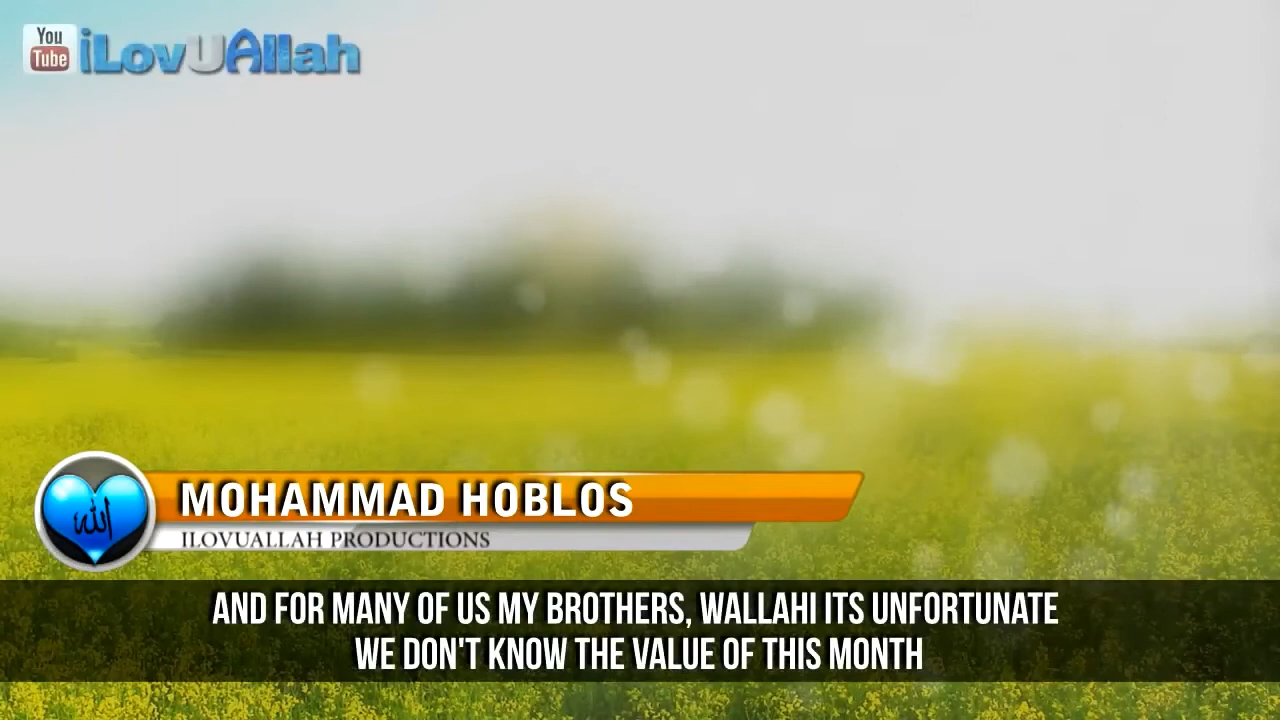 You
Tube
iLovUAllah
الله
MOHAMMAD HOBLOS
ILOVUALLAH PRODUCTIONS
AND FOR MANY OF US MY BROTHERS, WALLAHI ITS UNFORTUNATE
WE DON'T KNOW THE VALUE OF THIS MONTH